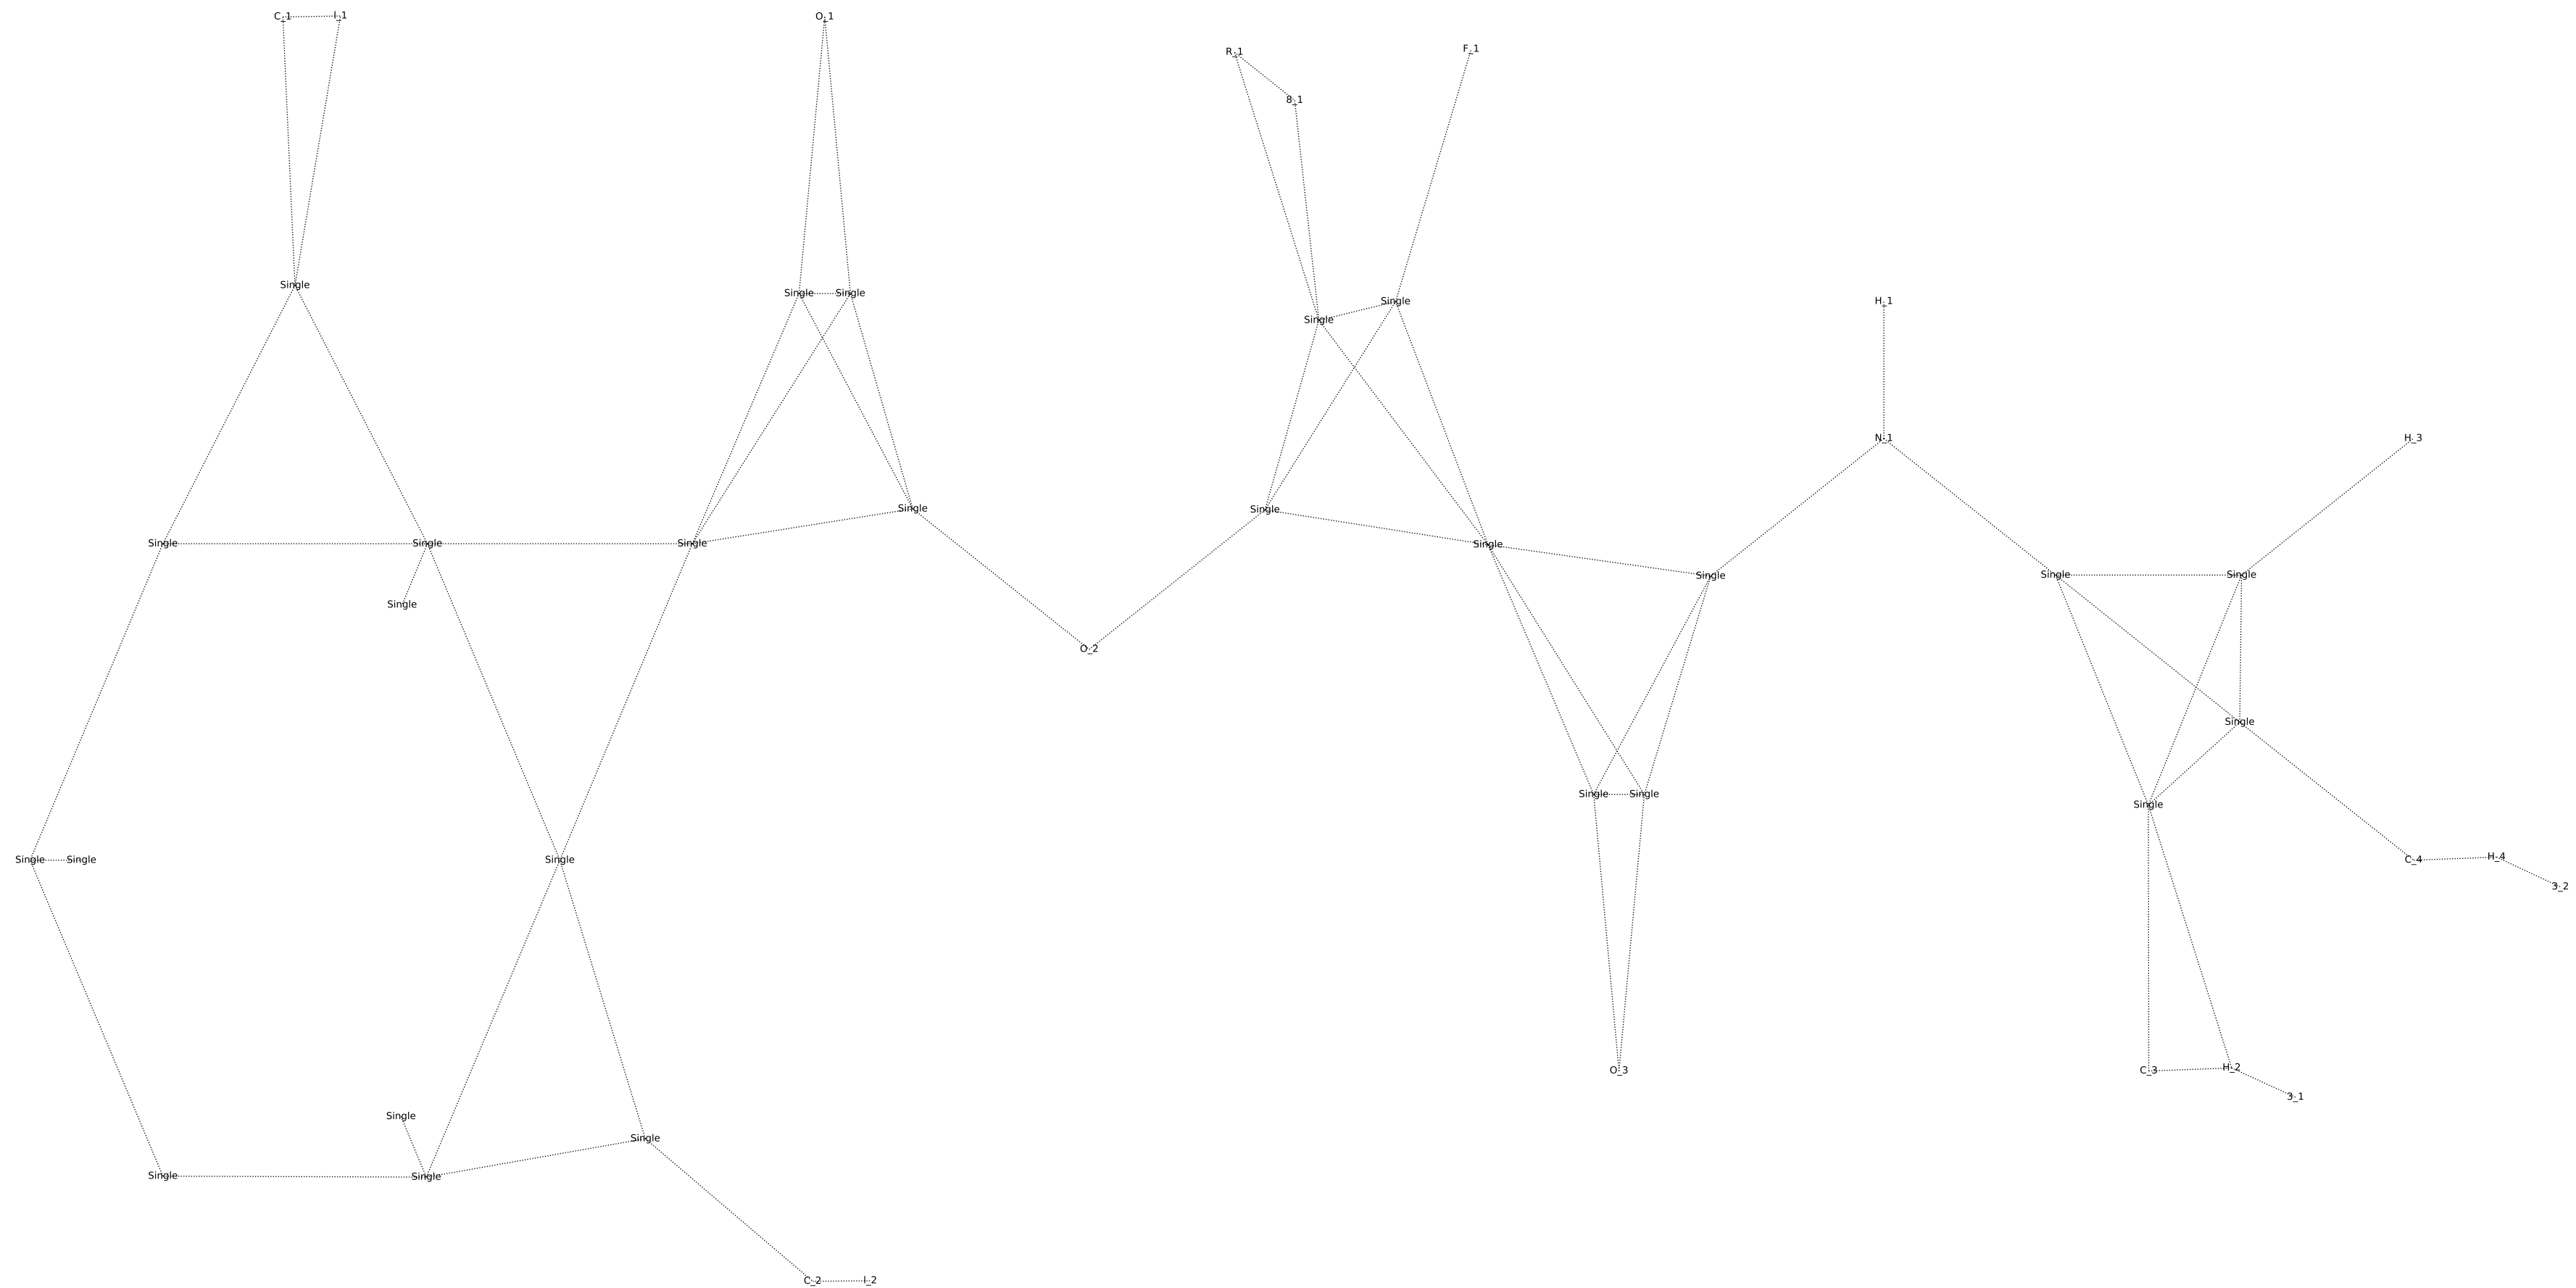 C_1 I_1 O_1
F_1
R_1
8_1
Single
Single Single
Single H_1
Single
N_1 H_3
Single Single
Single Single Single Single
Single Single Single
Single
O_2
Single
Single Single
Single
Single Single Single C_4 H_4
3_2
O_3 C_3 H_2
3_1
Single
Single
Single Single
C_2 I_2